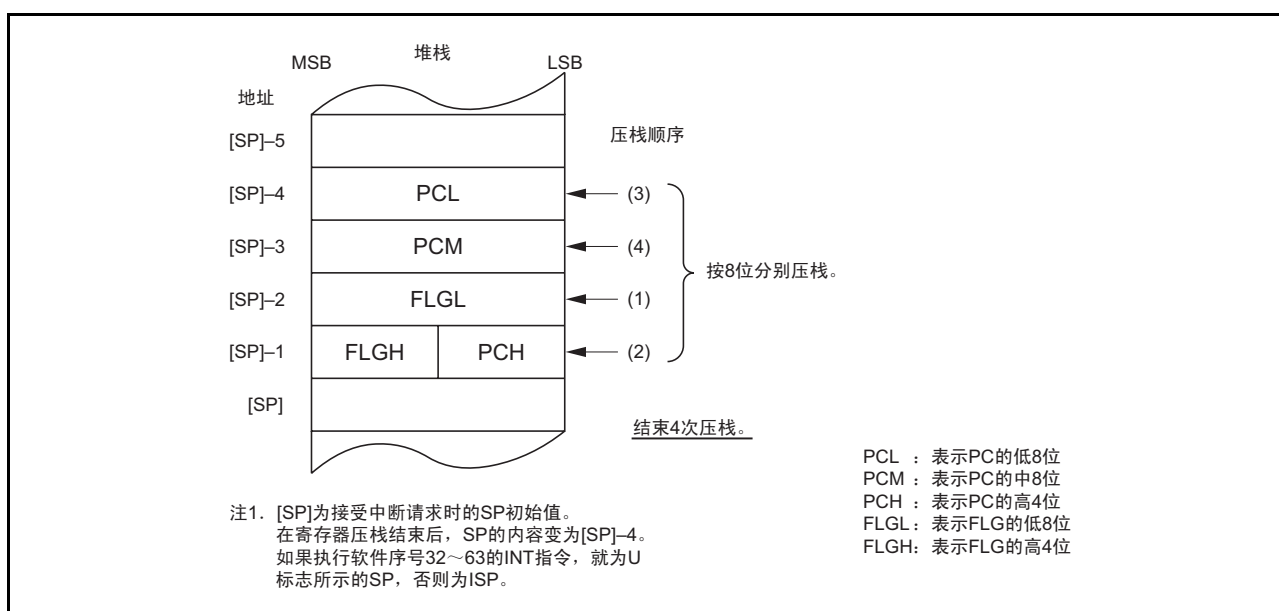 堆栈
MSB
LSB
地址
压栈顺序
[SP]–5
[SP]–4 PCL (3)
[SP]–3 PCM (4)
[SP]–2 FLGL (1)
[SP]–1 FLGH PCH (2)
[SP]
按8位分别压栈。
结束4次压栈。
PCL ：表示PC的低8位
PCM ：表示PC的中8位
PCH ：表示PC的高4位
FLGL：表示FLG的低8位
FLGH：表示FLG的高4位
注1. [SP]为接受中断请求时的SP初始值。
在寄存器压栈结束后，SP的内容变为[SP]–4。
如果执行软件序号32～63的INT指令，就为U
标志所示的SP，否则为ISP。